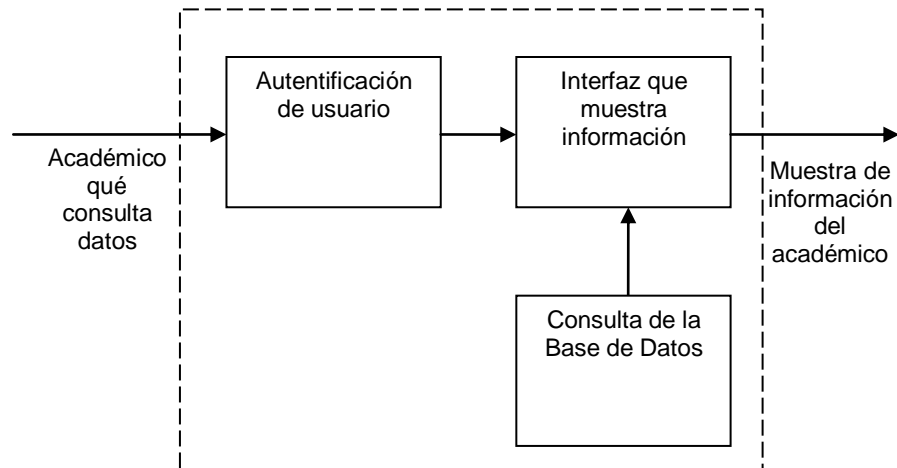 Autentificación
de usuario
Interfaz que
muestra
información
Académico
qué
consulta
datos
Muestra de
información
del
académico
Consulta de la
Base de Datos